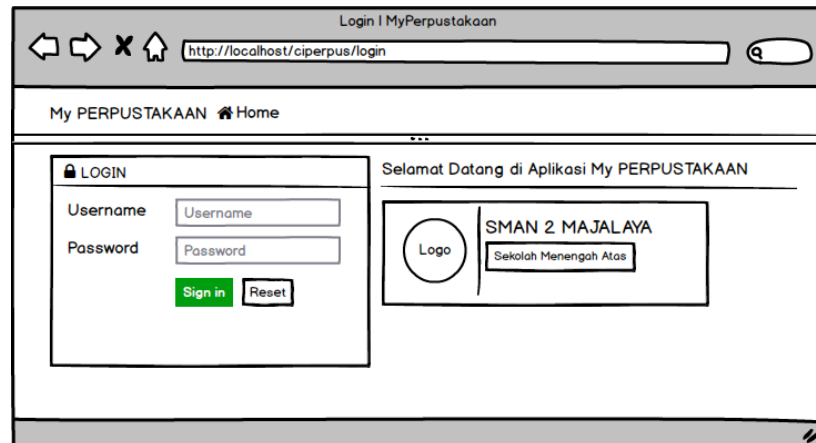 Login I MyPerpustakaan
http://localhost/ciperpus/login
My PERPUSTAKAAN Home
LOGIN
Username Username
Password Password
Sign in Reset
Selamat Datang di Aplikasi My PERPUSTAKAAN
Logo
SMAN 2 MAJALAYA
Sekolah Menengah Atas